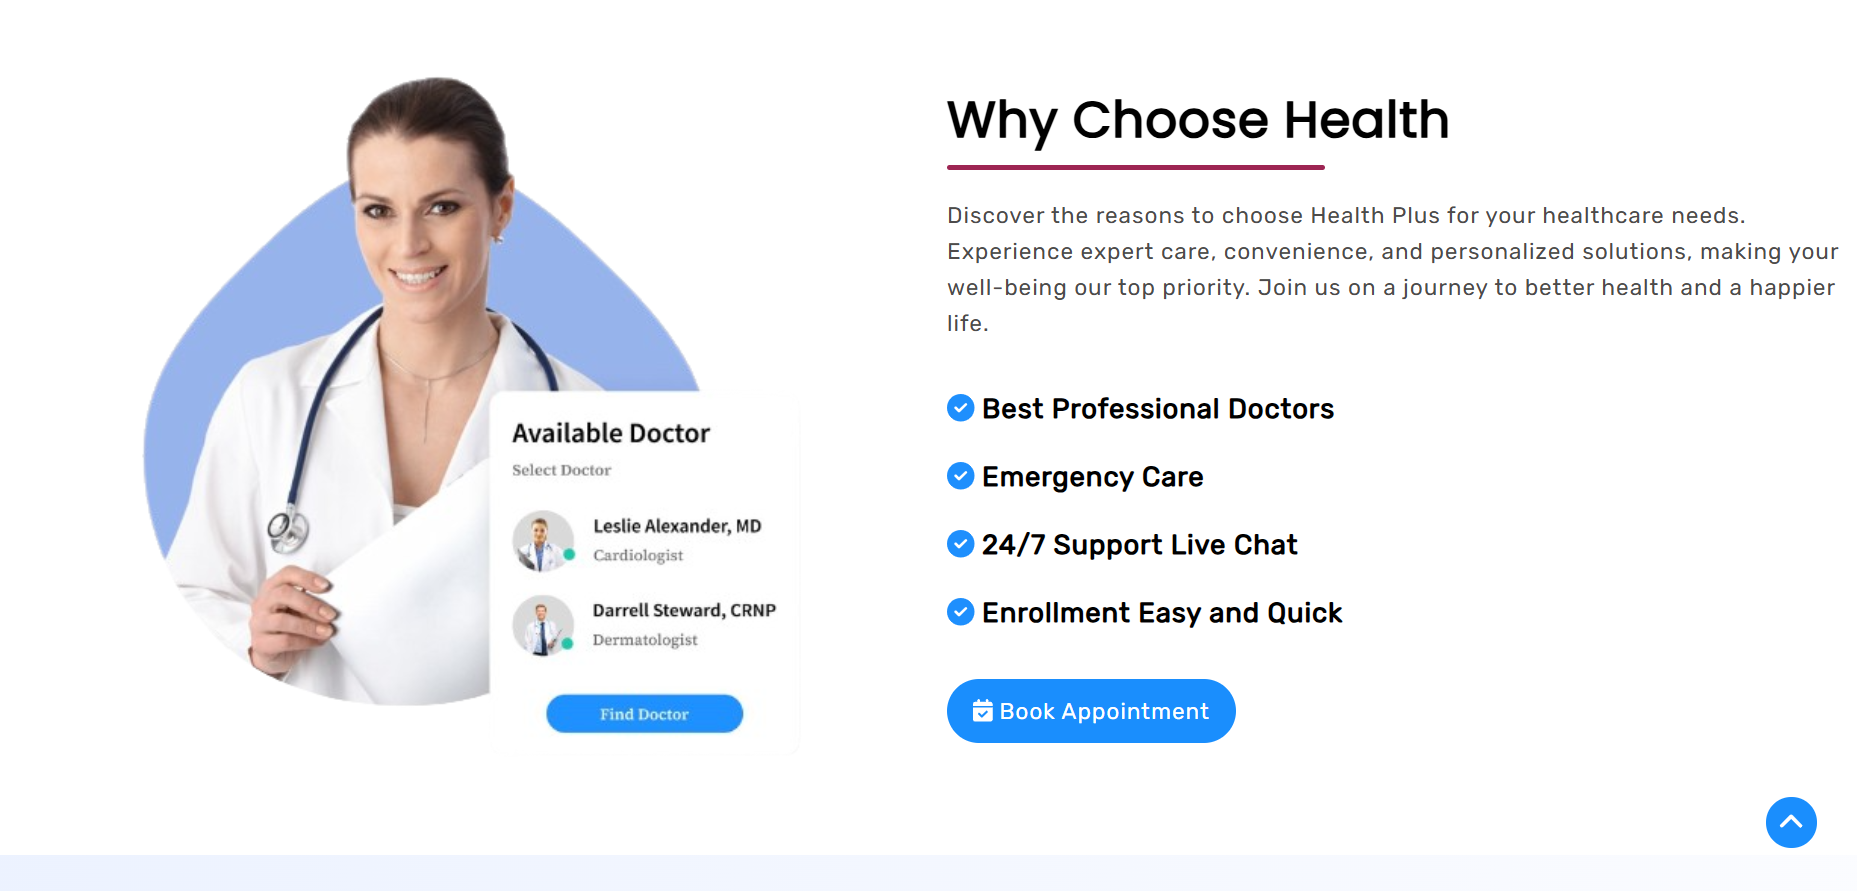 Why Choose Health
Discover the reasons to choose Health Plus for your healthcare needs.
Experience expert care, convenience, and personalized solutions, making your
well-being our top priority. Join us on a journey to better health and a happier
life.
Best Professional Doctors
Emergency Care
24/7 Support Live Chat
Enrollment Easy and Quick
Book Appointment
Available Doctor
Select Doctor
Leslie Alexander, MD
Cardiologist
Darrell Steward, CRNP
Dermatologist
Find Doctor